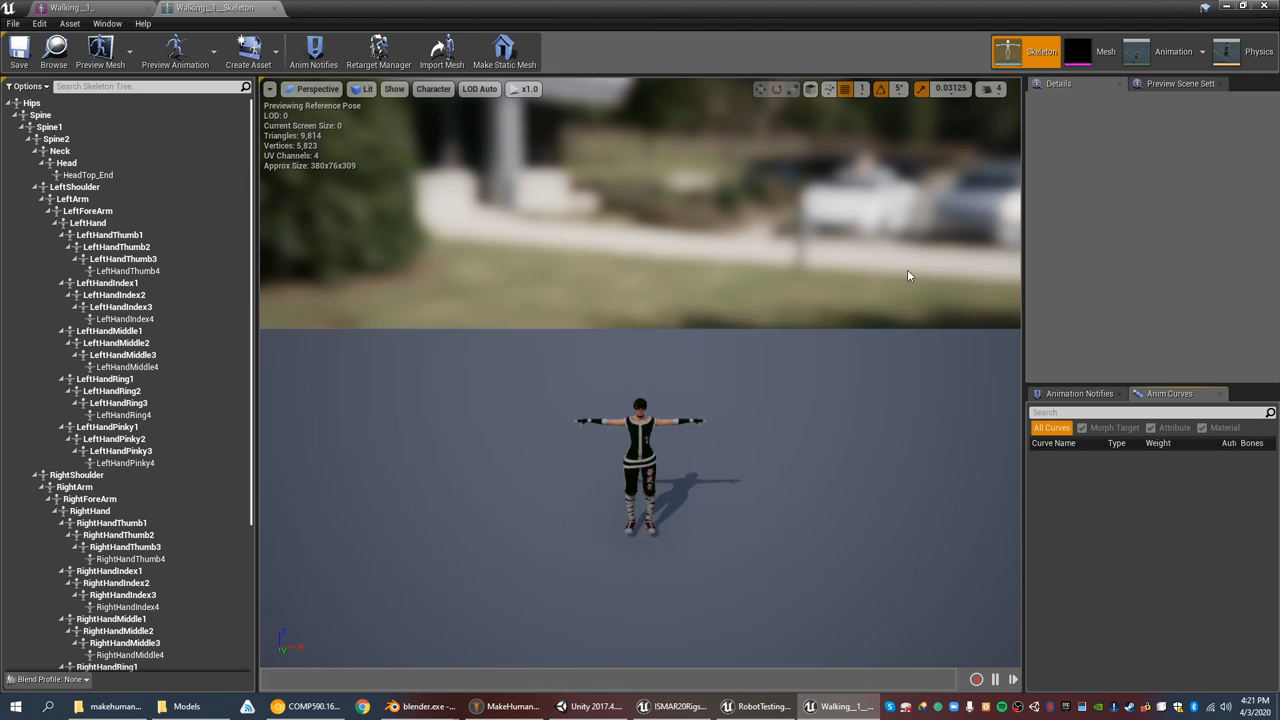 Walking__1_
Walking__1__Skeleton
File Edit Asset Window Help
Save Browse Preview Mesh Preview Animation Create Asset Anim Notifies Retarget Manager Import Mesh Make Static Mesh
Skeleton Mesh Animation Physics
Options Search Skeleton Tree...
Hips
Spine
Spine1
Spine2
Neck
Head
HeadTop_End
LeftShoulder
LeftArm
LeftForeArm
LeftHand
LeftHandThumb1
LeftHandThumb2
LeftHandThumb3
LeftHandThumb4
LeftHandIndex1
LeftHandIndex2
LeftHandIndex3
LeftHandIndex4
LeftHandMiddle1
LeftHandMiddle2
LeftHandMiddle3
LeftHandMiddle4
LeftHandRing1
LeftHandRing2
LeftHandRing3
LeftHandRing4
LeftHandPinky1
LeftHandPinky2
LeftHandPinky3
LeftHandPinky4
RightShoulder
RightArm
RightForeArm
RightHand
RightHandThumb1
RightHandThumb2
RightHandThumb3
RightHandThumb4
RightHandIndex1
RightHandIndex2
RightHandIndex3
RightHandIndex4
RightHandMiddle1
RightHandMiddle2
RightHandMiddle3
RightHandMiddle4
RightHandRing1
Blend Profile: None
Perspective Lit Show Character LOD Auto x1.0
1 5° 0.03125 4
Previewing Reference Pose
LOD: 0
Current Screen Size: 0
Triangles: 9,814
Vertices: 5,823
UV Channels: 4
Approx Size: 380x76x309
Z
X
Y
Details Preview Scene Sett
Animation Notifies Anim Curves
Search
All Curves Morph Target Attribute Material
Curve Name Type Weight Aut Bones
makehuman... Models COMP590.16... blender.exe -... MakeHuman... Unity 2017.4.... ISMAR20Rigs... RobotTesting... Walking__1__...
4:21 PM
4/3/2020